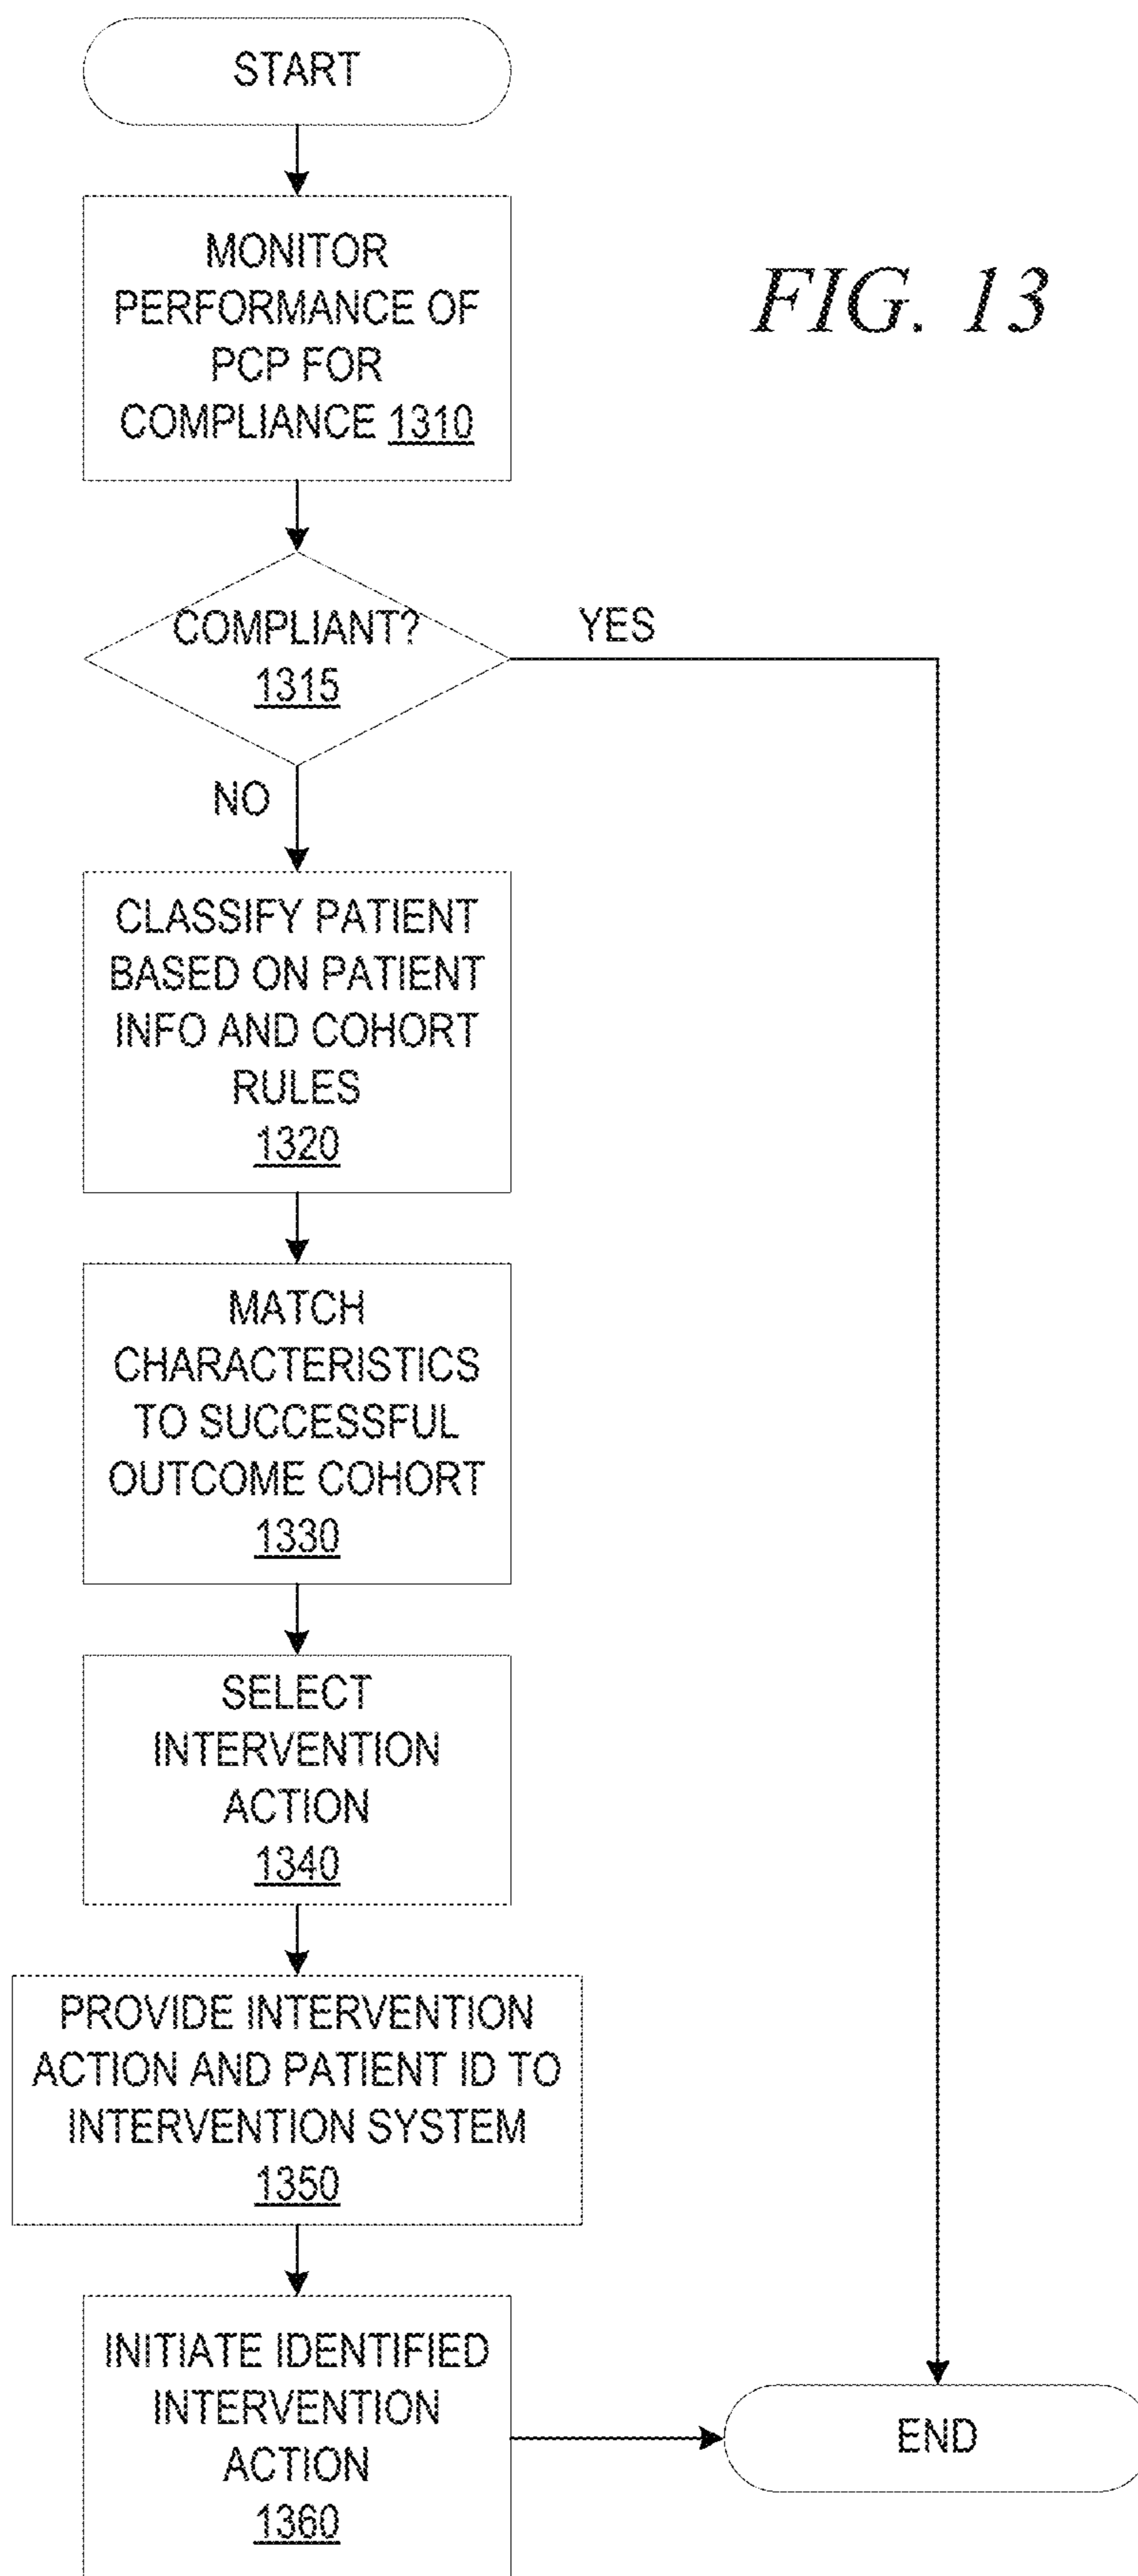 START
MONITOR
PERFORMANCE OF
PCP FOR
COMPLIANCE 1310
FIG. 13
COMPLIANT?
1315
YES
NO
CLASSIFY PATIENT
BASED ON PATIENT
INFO AND COHORT
RULES
1320
MATCH
CHARACTERISTICS
TO SUCCESSFUL
OUTCOME COHORT
1330
SELECT
INTERVENTION
ACTION
1340
PROVIDE INTERVENTION
ACTION AND PATIENT ID TO
INTERVENTION SYSTEM
1350
INITIATE IDENTIFIED
INTERVENTION
ACTION
1360
END